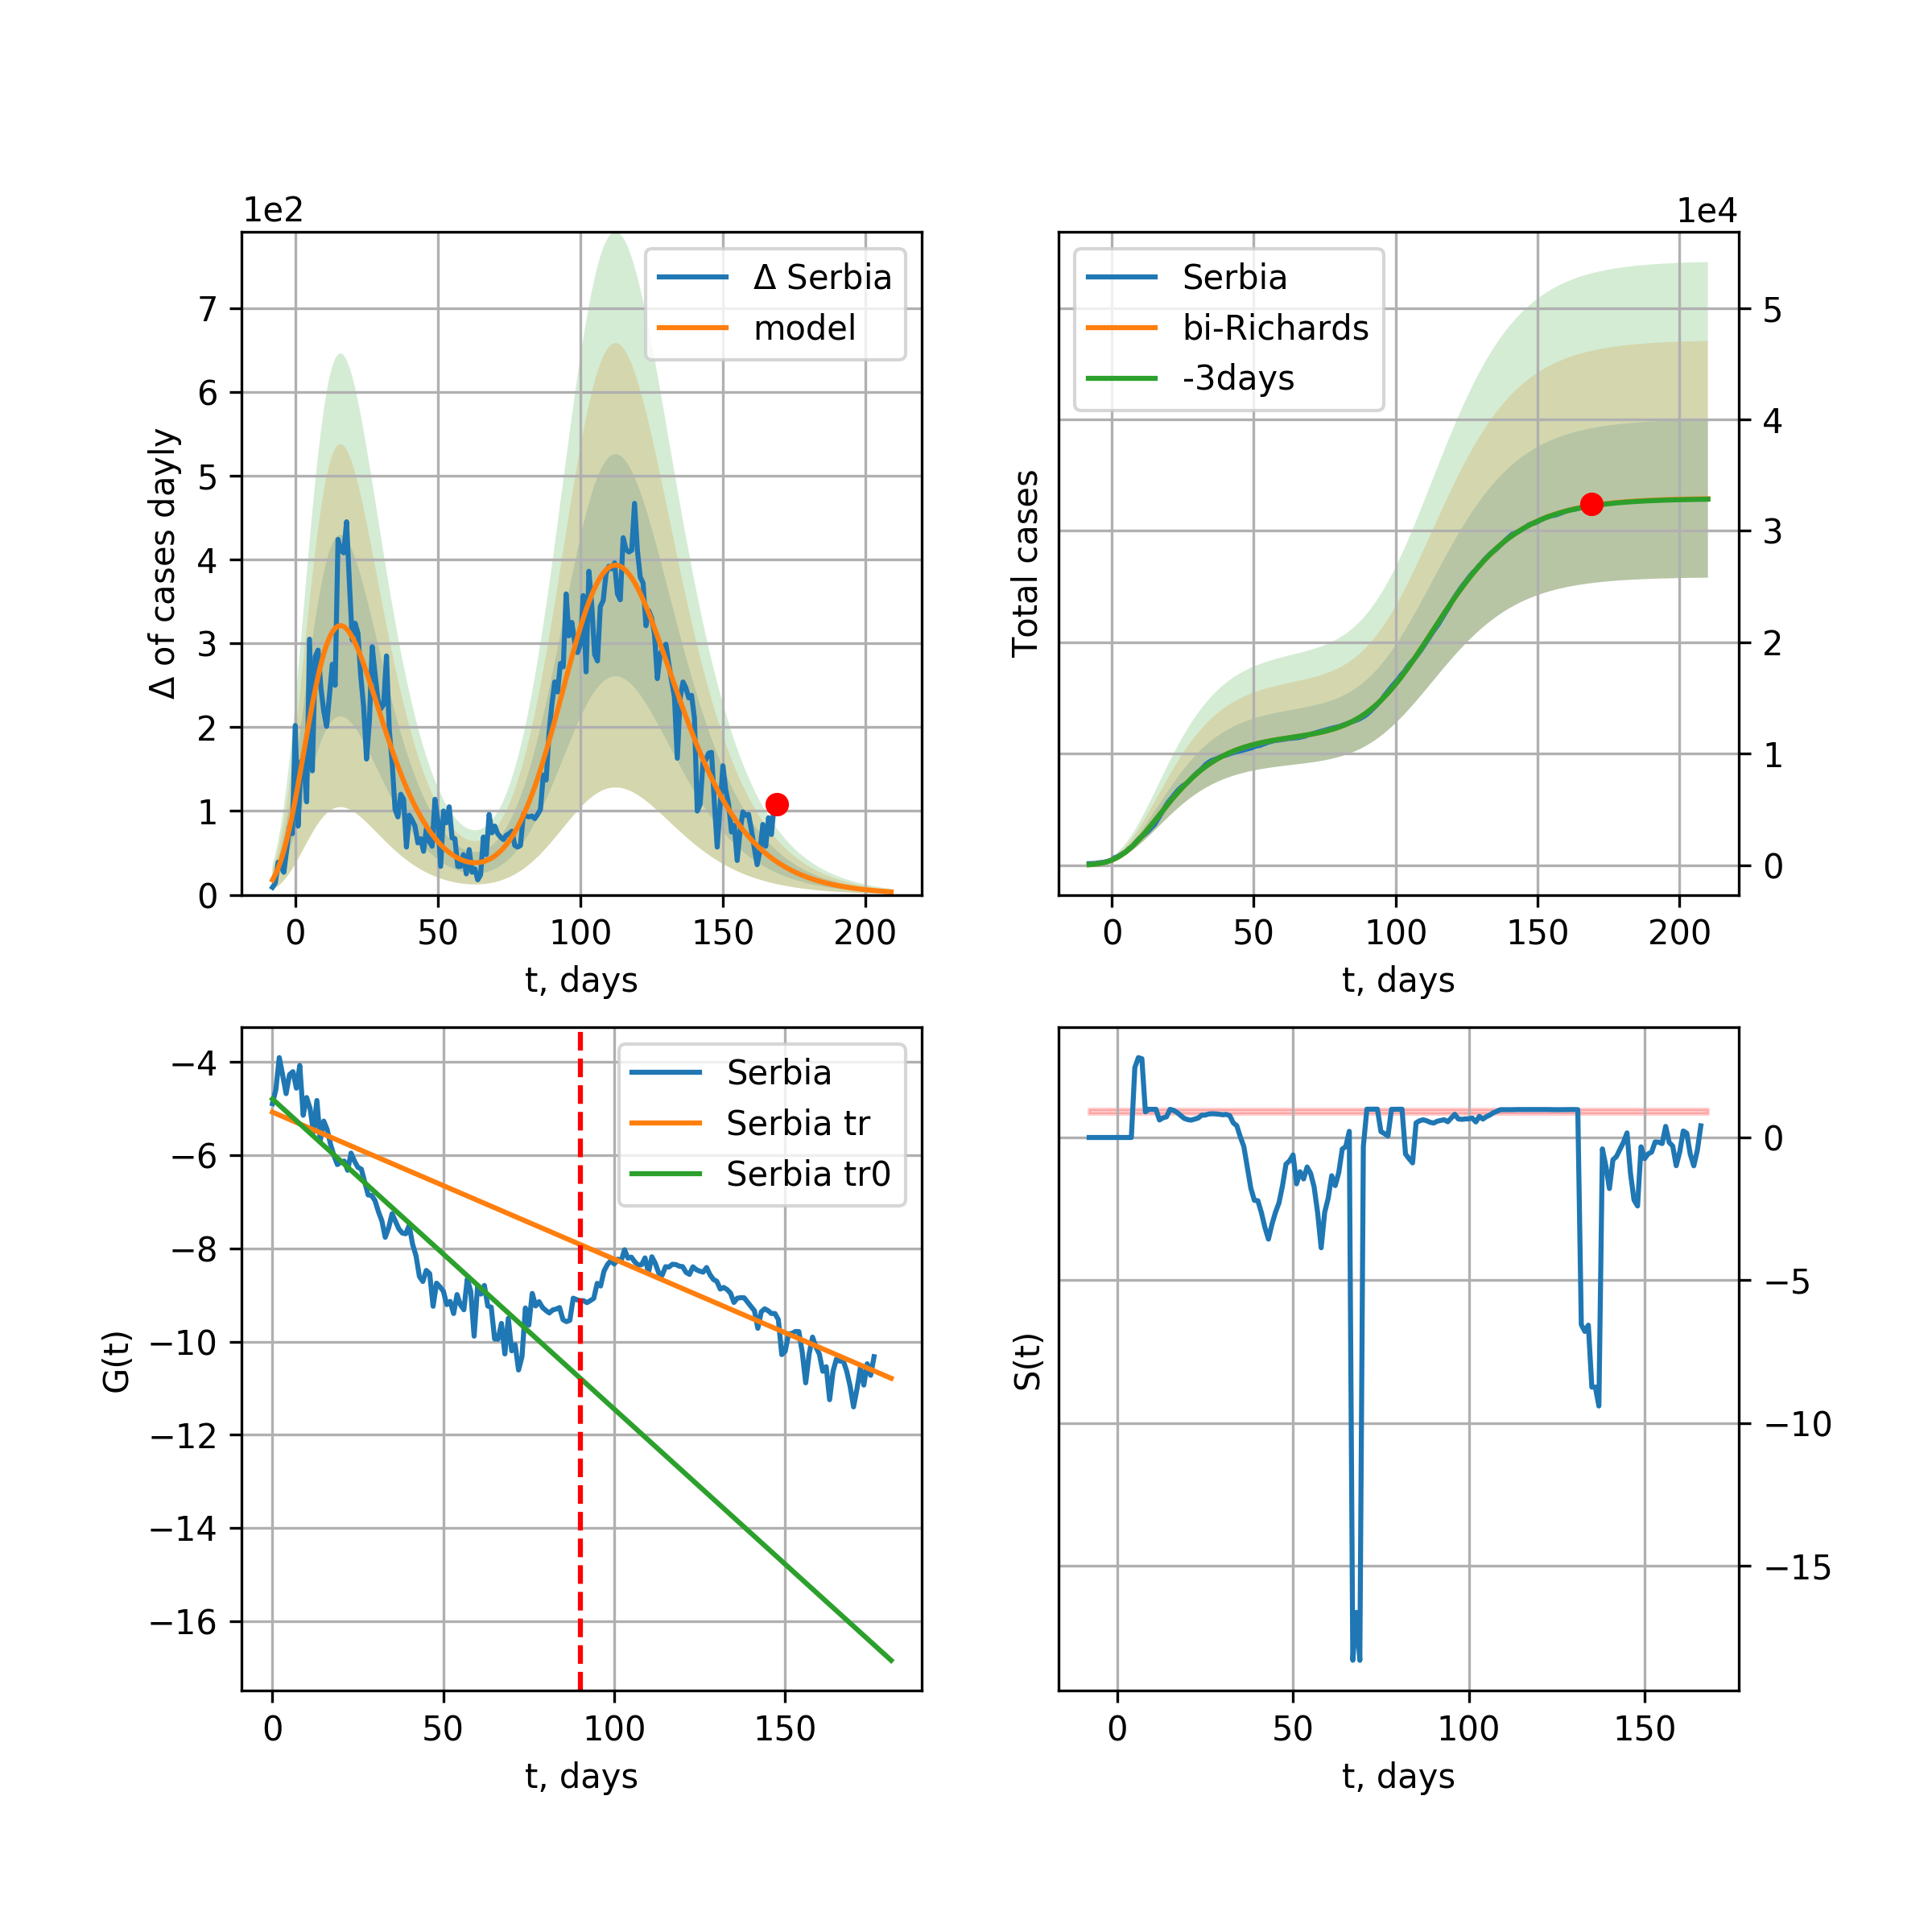 1e2
Δ Serbia
model
7
6
5
4
3
2
1
0
Δ of cases dayly
0 50 100 150 200
t, days
1e4
Serbia
bi-Richards
-3days
5
4
3
2
1
0
Total cases
0 50 100 150 200
t, days
Serbia
Serbia tr
Serbia tr0
−4
−6
−8
−10
−12
−14
−16
G(t)
0 50 100 150
t, days
0
−5
−10
−15
S(t)
0 50 100 150
t, days